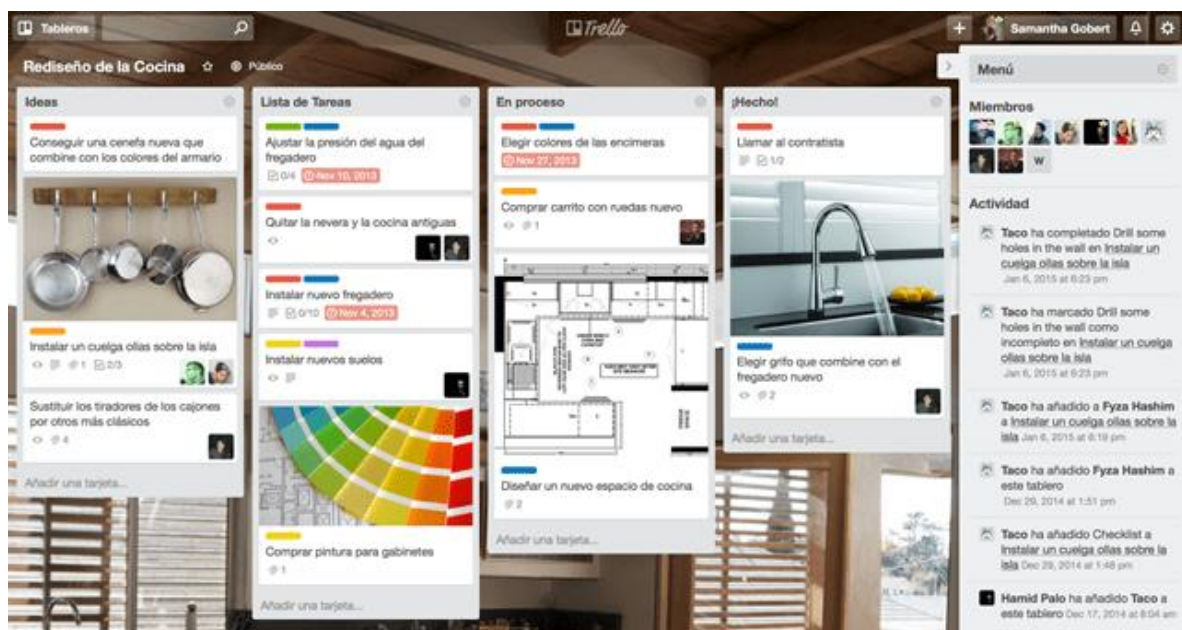 Tableros
Trello
Samantha Gobert
Rediseño de la Cocina
Público
Ideas
Conseguir una cenefa nueva que
combine con los colores del armario
Instalar un cuelga ollas sobre la isla
1
2/3
Sustituir los tiradores de los cajones
por otros más clásicos
4
Añadir una tarjeta...
Lista de Tareas
Ajustar la presión del agua del
fregadero
0/4
Nov 10, 2013
Quitar la nevera y la cocina antiguas
Instalar nuevo fregadero
0/10
Nov 4, 2013
Instalar nuevos suelos
Comprar pintura para gabinetes
1
Añadir una tarjeta...
En proceso
Elegir colores de las encimeras
Nov 27, 2013
Comprar carrito con ruedas nuevo
1
Diseñar un nuevo espacio de cocina
2
Añadir una tarjeta...
¡Hecho!
Llamar al contratista
1/2
Elegir grifo que combine con el
fregadero nuevo
2
Añadir una tarjeta...
Menú
Miembros
W
Actividad
Taco ha completado Drill some
holes in the wall en Instalar un
cuelga ollas sobre la isla
Jan 6, 2015 at 6:23 pm
Taco ha marcado Drill some
holes in the wall como
incompleto en Instalar un cuelga
ollas sobre la isla
Jan 6, 2015 at 6:23 pm
Taco ha añadido a Fyza Hashim
a Instalar un cuelga ollas sobre la
isla Jan 6, 2015 at 6:19 pm
Taco ha añadido Fyza Hashim a
este tablero
Dec 29, 2014 at 1:51 pm
Taco ha añadido Checklist a
Instalar un cuelga ollas sobre la
isla Dec 29, 2014 at 1:48 pm
Hamid Palo ha añadido Taco a
este tablero Dec 17, 2014 at 8:04 am